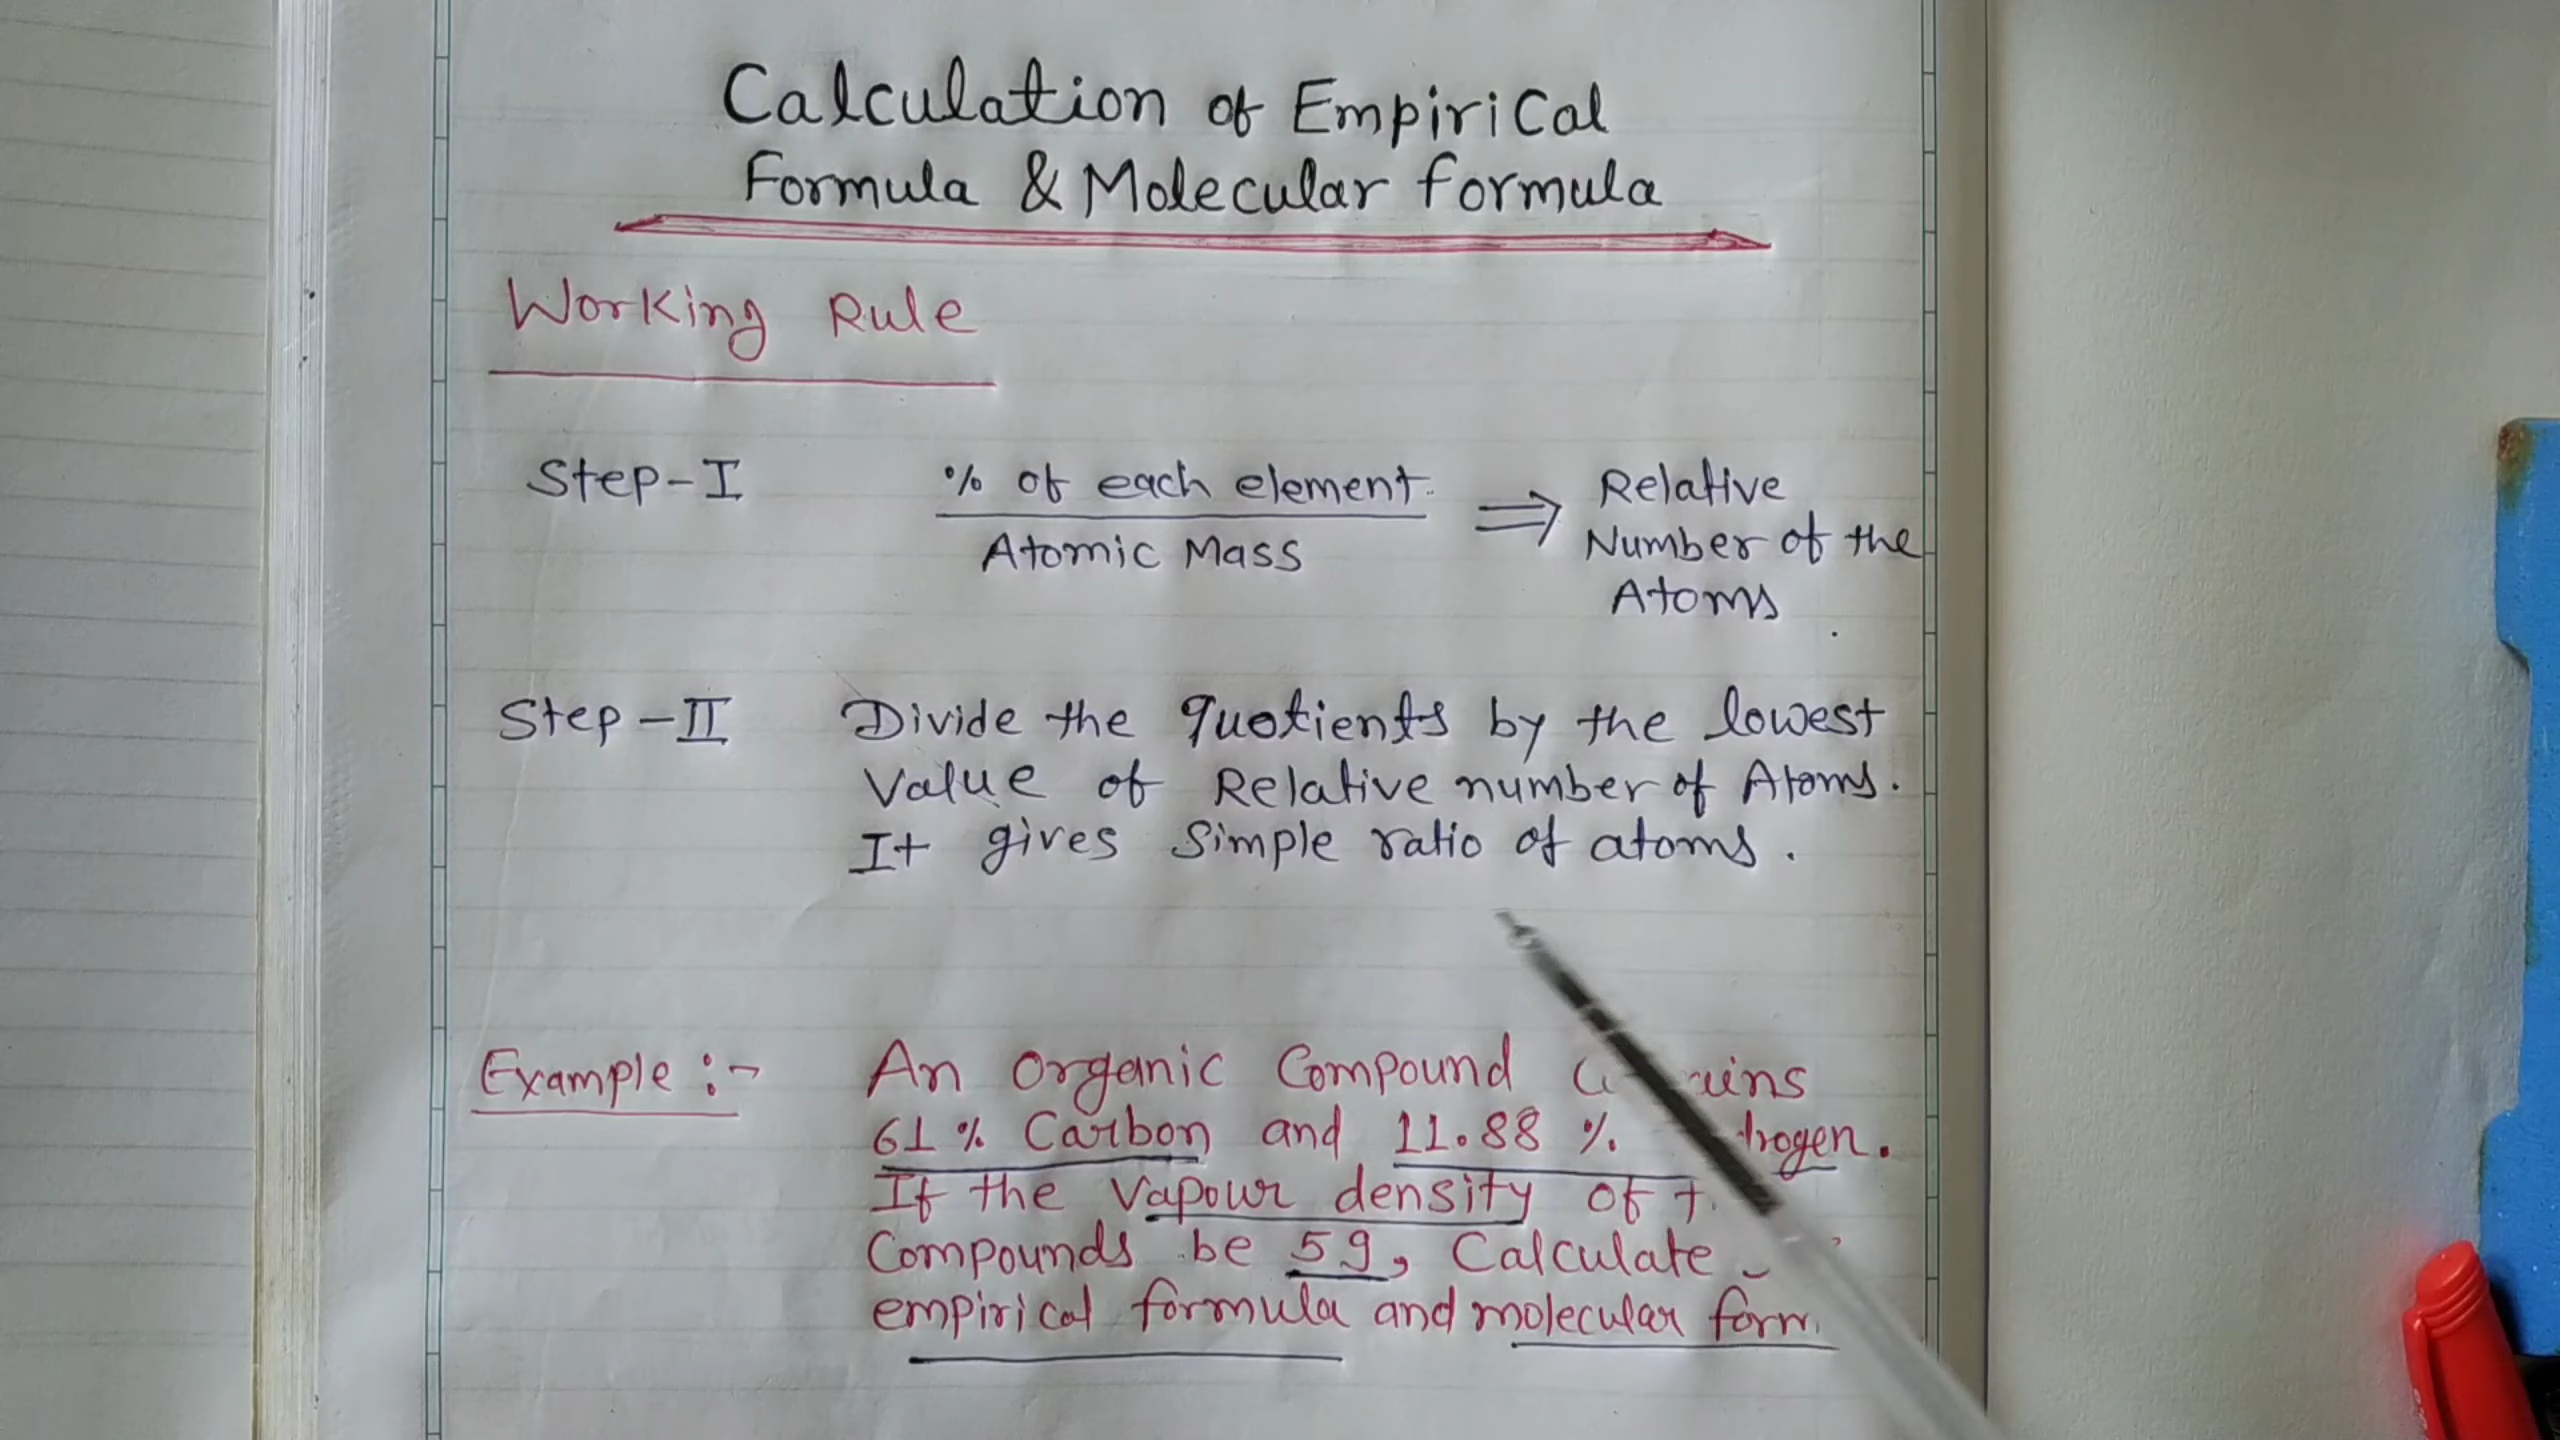 Calculation of Empirical
Formula & Molecular formula
Working Rule
Step-I % of each element ⇒ Relative
Atomic Mass Number of the
Atoms
Step-II Divide the quotients by the lowest
Value of Relative number of Atoms.
It gives Simple ratio of atoms.
Example :- An Organic Compound
61% Carbon and 11.88 %
If the Vapour density of
Compounds be 59, Calculate
empirical formula and molecular